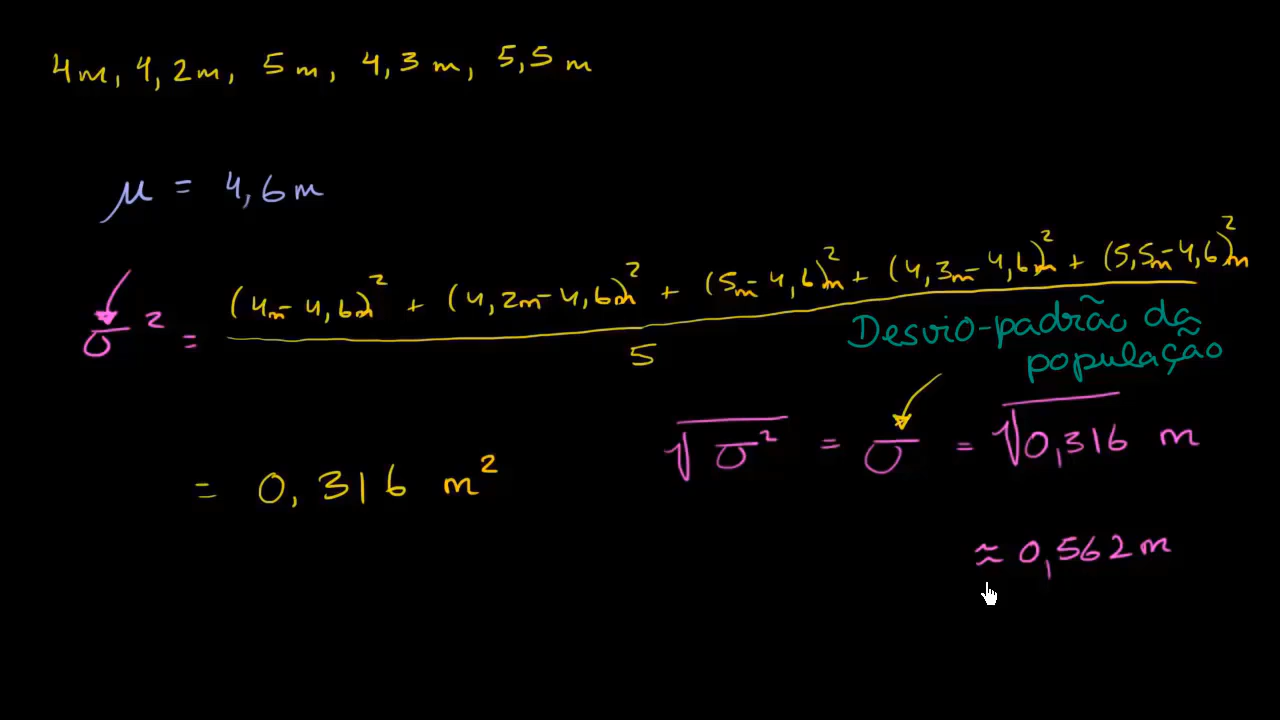 4m, 4,2m, 5m, 4,3m, 5,5m
μ = 4,6m
σ² = (4m - 4,6m)² + (4,2m - 4,6m)² + (5m - 4,6m)² + (4,3m - 4,6m)² + (5,5m - 4,6)²m
5
Desvio-padrão da
população
√σ² = σ = √0,316 m
= 0,316 m²
≈ 0,562m